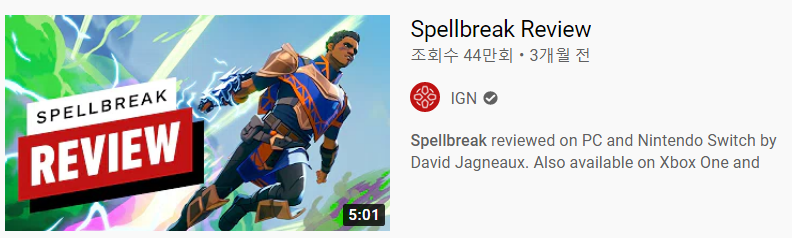 SPELLBREAK
REVIEW
5:01
Spellbreak Review
조회수 44만회 • 3개월 전
IGN
Spellbreak reviewed on PC and Nintendo Switch by
David Jagneaux. Also available on Xbox One and